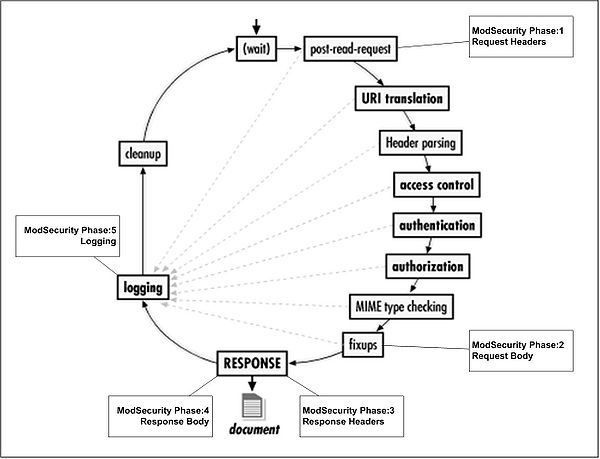 ModSecurity Phase:1
Request Headers
(wait)
post-read-request
URI translation
Header parsing
access control
authentication
authorization
MIME type checking
fixups
ModSecurity Phase:2
Request Body
RESPONSE
ModSecurity Phase:3
Response Headers
ModSecurity Phase:4
Response Body
document
logging
ModSecurity Phase:5
Logging
cleanup